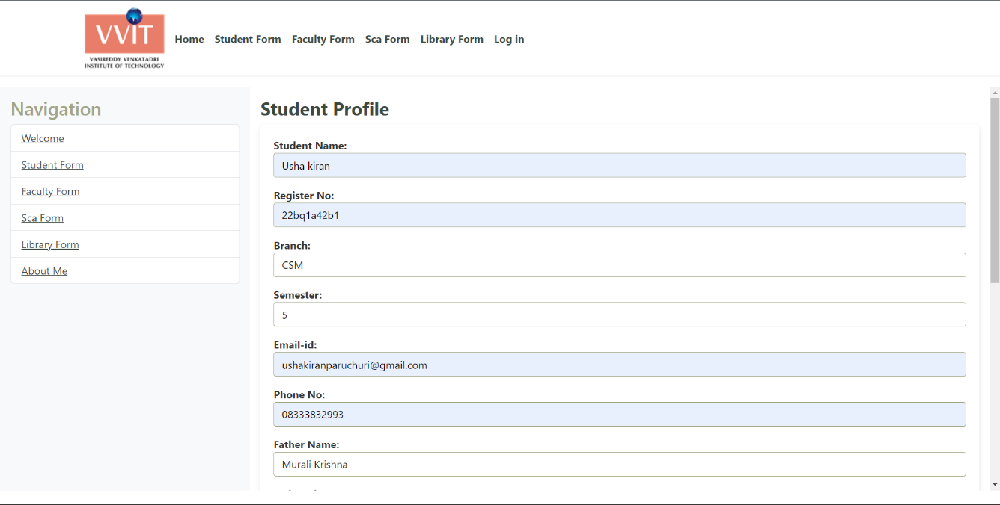 VVIT
VASIREDDY VENKATADRI
INSTITUTE OF TECHNOLOGY
Home Student Form Faculty Form Sca Form Library Form Log in
Navigation
Welcome
Student Form
Faculty Form
Sca Form
Library Form
About Me
Student Profile
Student Name:
Usha kiran
Register No:
22bq1a42b1
Branch:
CSM
Semester:
5
Email-id:
ushakiranparuchuri@gmail.com
Phone No:
08333832993
Father Name:
Murali Krishna